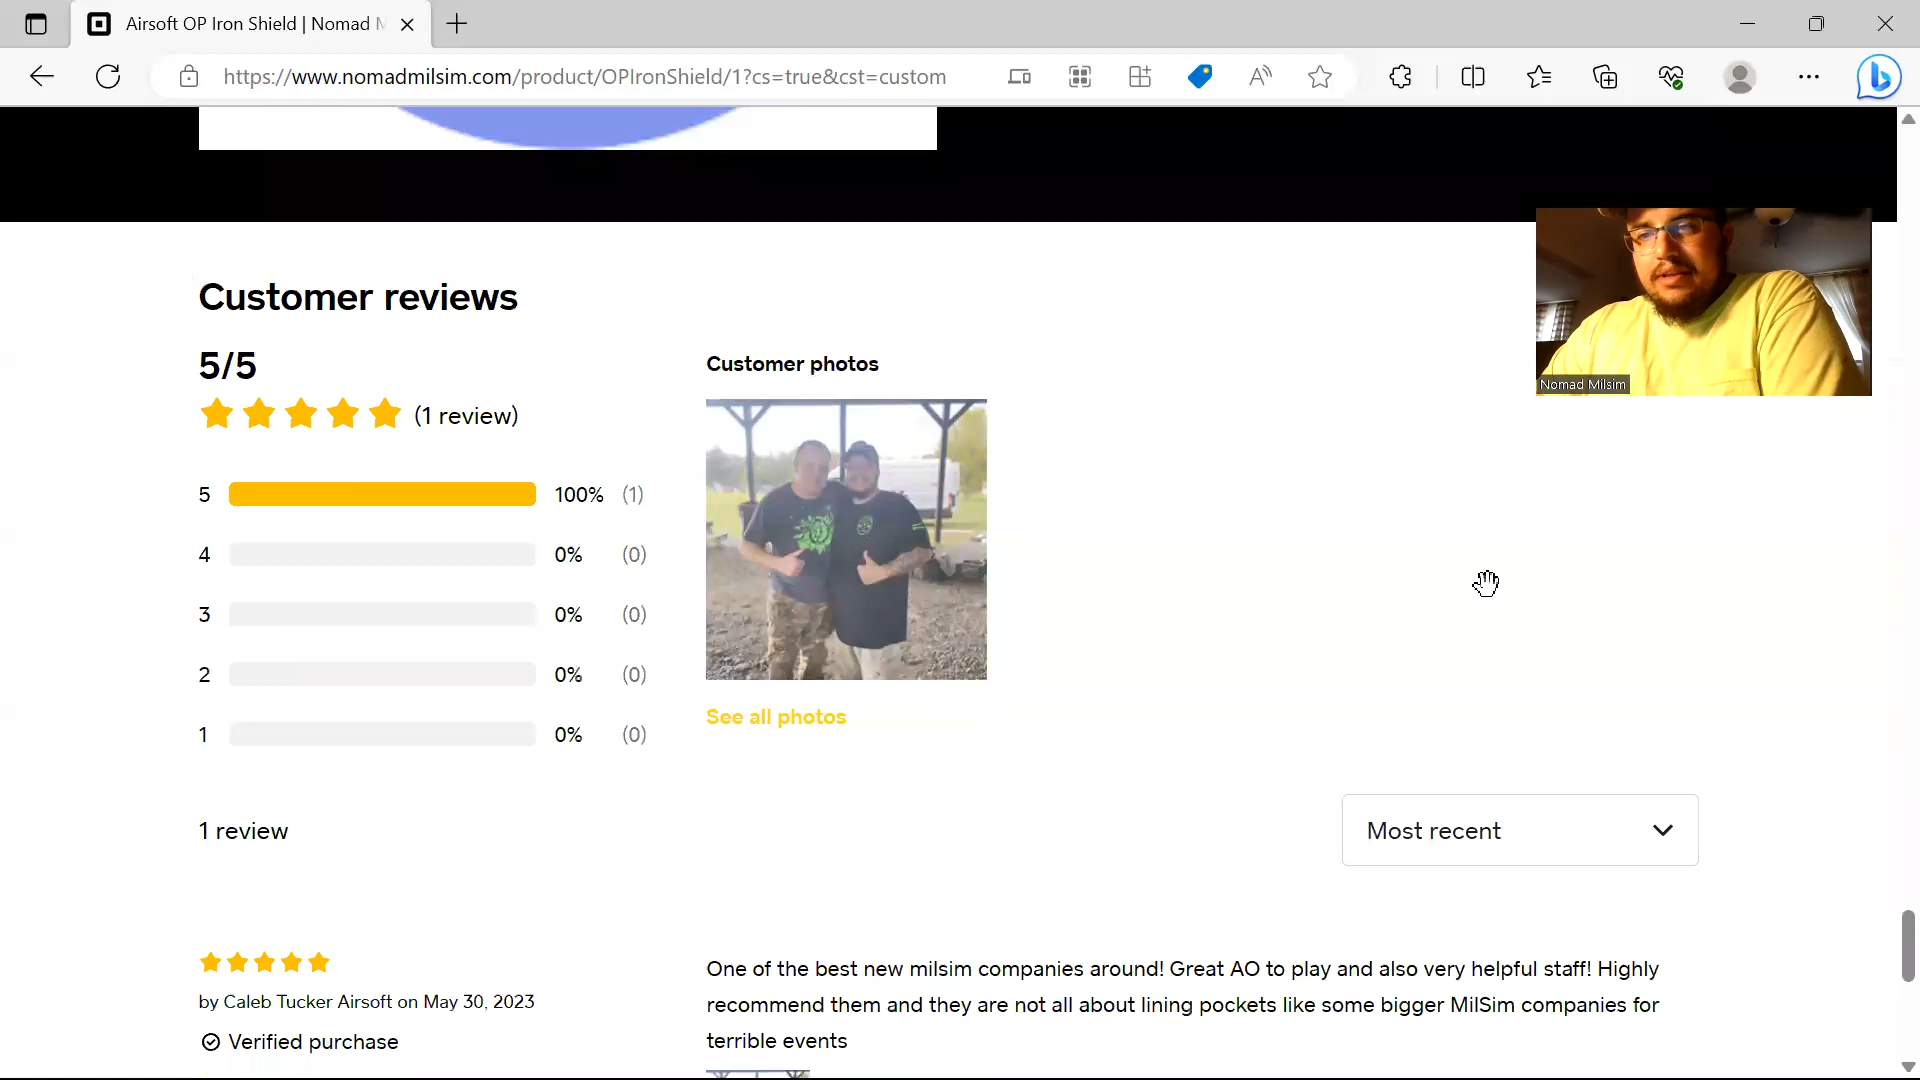 Airsoft OP Iron Shield | Nomad M
https://www.nomadmilsim.com/product/OPIronShield/1?cs=true&cst=custom
Nomad Milsim
Customer reviews
5/5
(1 review)
5 100% (1)
4 0% (0)
3 0% (0)
2 0% (0)
1 0% (0)
Customer photos
See all photos
1 review
Most recent
by Caleb Tucker Airsoft on May 30, 2023
Verified purchase
One of the best new milsim companies around! Great AO to play and also very helpful staff! Highly
recommend them and they are not all about lining pockets like some bigger MilSim companies for
terrible events